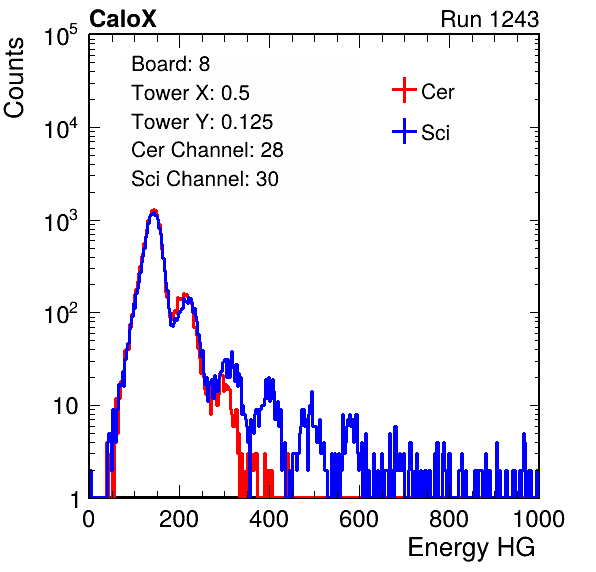 CaloX Run 1243
Counts
10^5
10^4
10^3
10^2
10
1
Board: 8
Tower X: 0.5
Tower Y: 0.125
Cer Channel: 28
Sci Channel: 30
Cer
Sci
0 200 400 600 800 1000
Energy HG